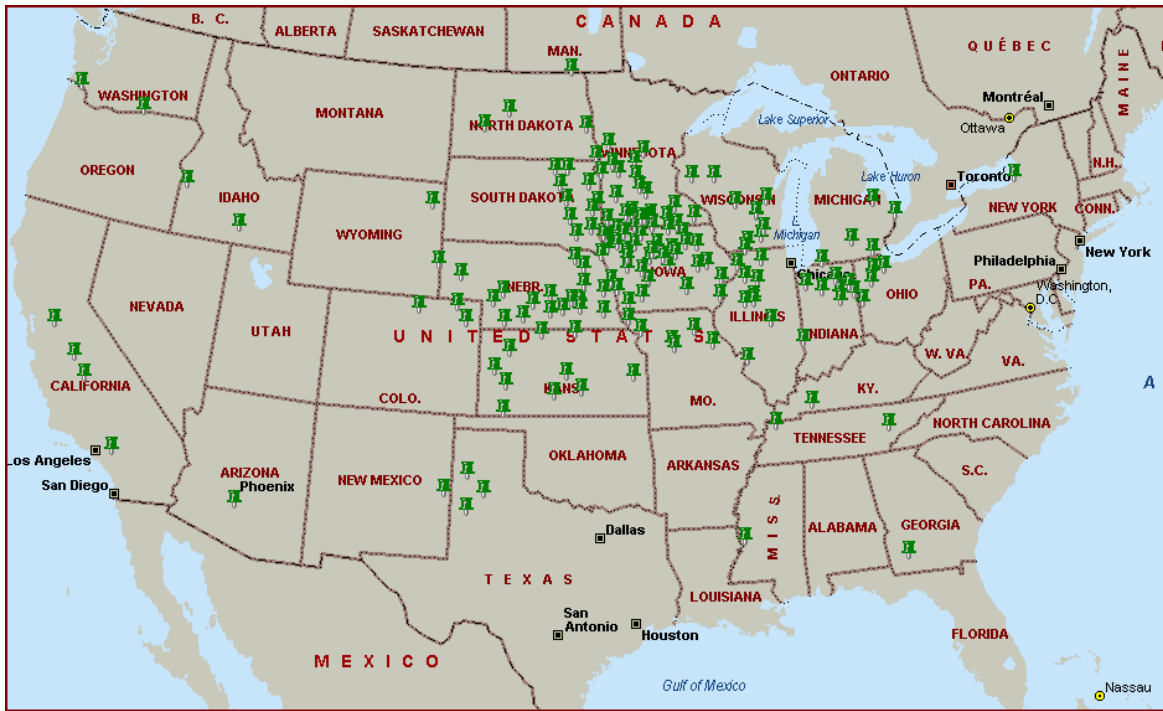 B. C.
ALBERTA
SASKATCHEWAN
C A N A D A
MAN.
ONTARIO
QUÉBEC
MAINE
WASHINGTON
MONTANA
NORTH DAKOTA
MINNESOTA
Lake Superior
Montréal
Ottawa
N.H.
OREGON
IDAHO
SOUTH DAKOTA
WISCONSIN
MICHIGAN
Lake Huron
Toronto
NEW YORK
CONN.
WYOMING
L. Michigan
New York
NEVADA
UTAH
NEBR.
IOWA
Chicago
OHIO
PA.
Philadelphia
Washington, D.C.
U N I T E D S T A T E S
ILLINOIS
INDIANA
W. VA.
VA.
CALIFORNIA
COLO.
KANS.
MO.
KY.
A
Los Angeles
San Diego
ARIZONA
Phoenix
NEW MEXICO
OKLAHOMA
ARKANSAS
TENNESSEE
NORTH CAROLINA
S.C.
Dallas
MISS.
ALABAMA
GEORGIA
T E X A S
LOUISIANA
San Antonio
Houston
FLORIDA
M E X I C O
Gulf of Mexico
Nassau